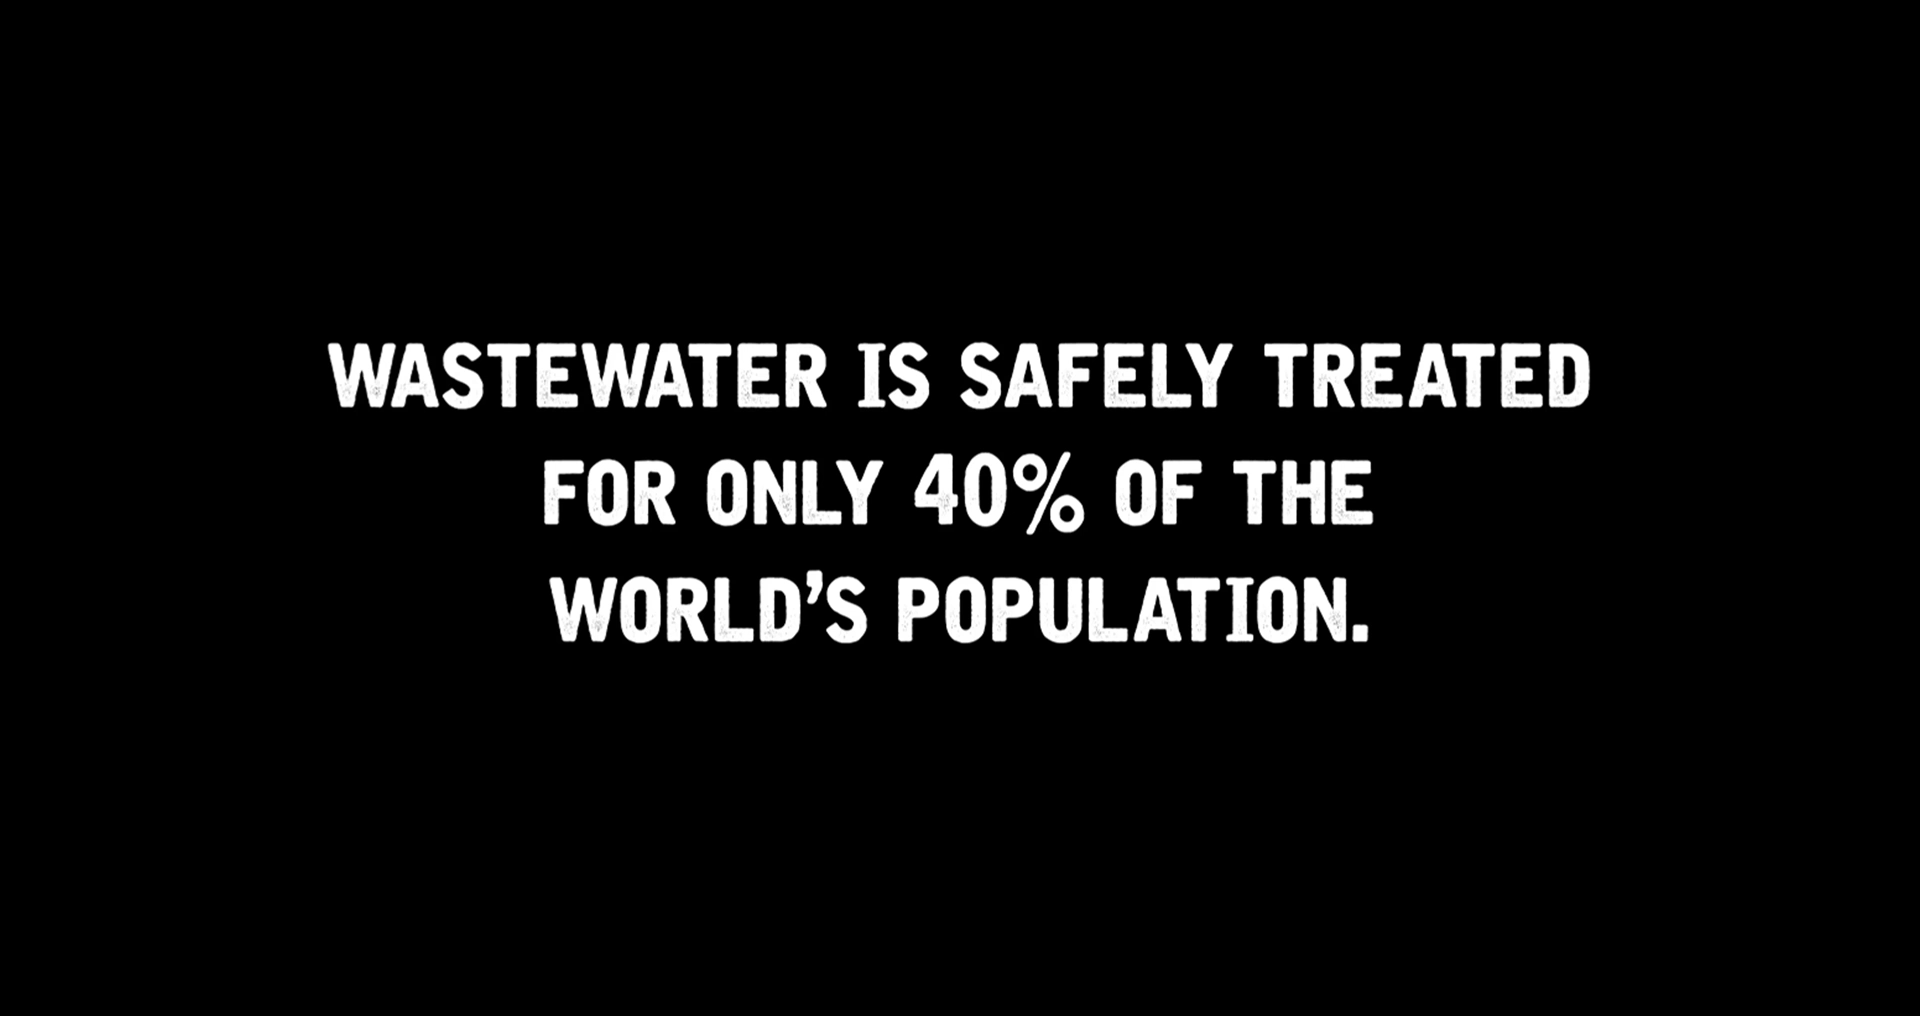 WASTEWATER IS SAFELY TREATED
FOR ONLY 40% OF THE
WORLD’S POPULATION.